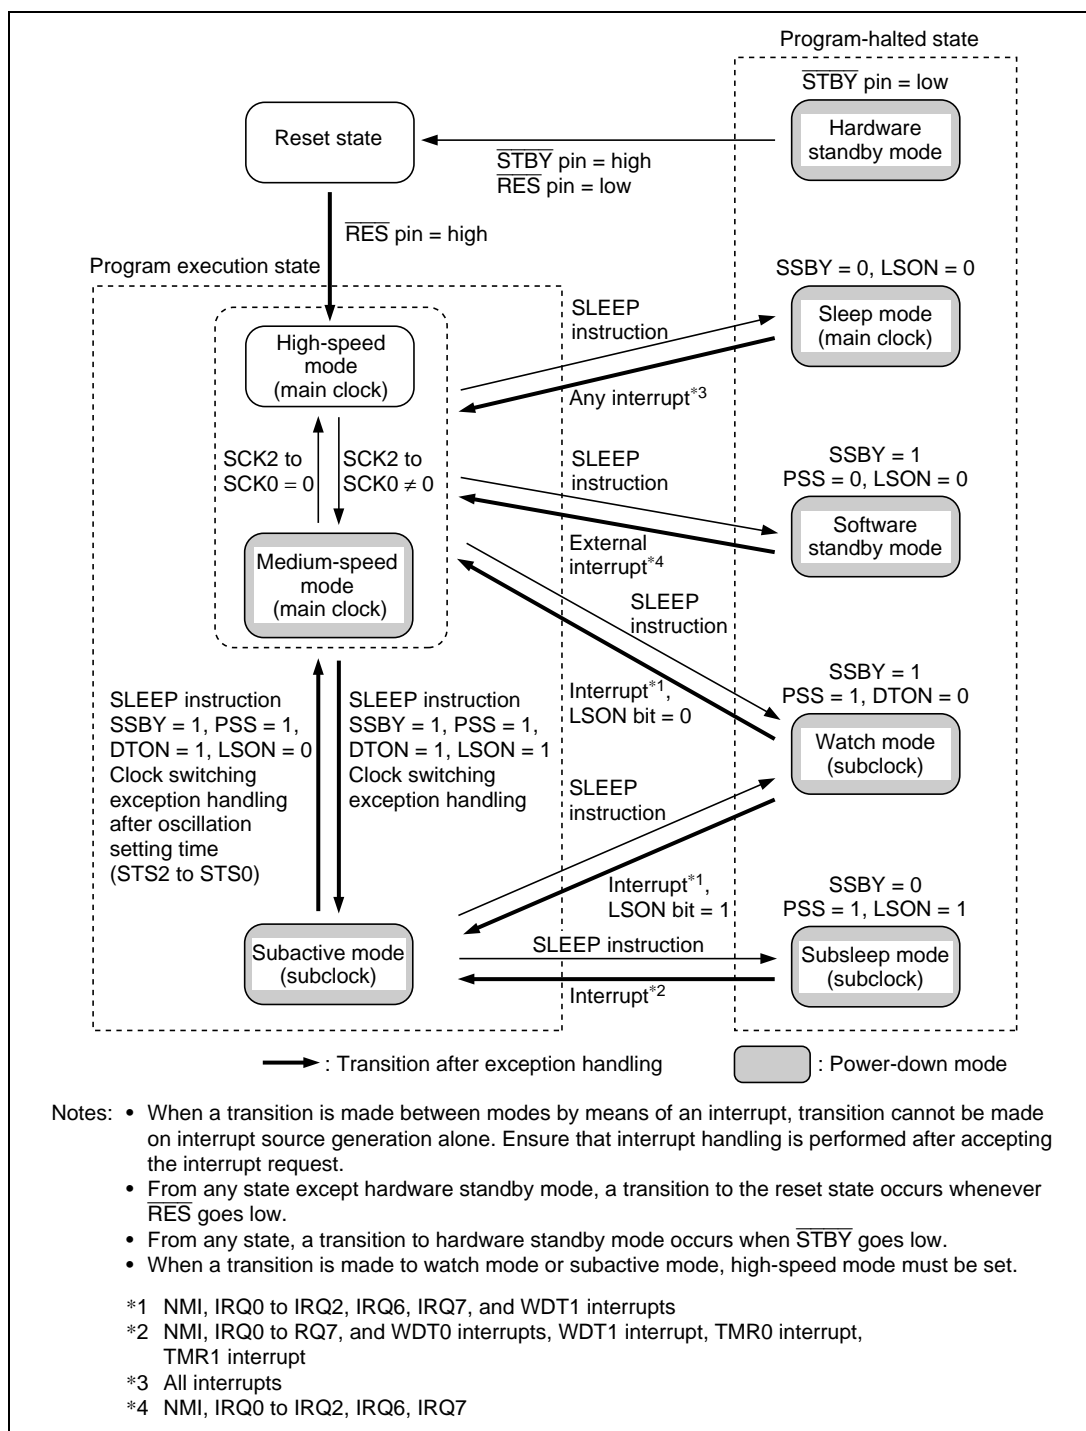 Program-halted state
STBY pin = low
Reset state
Hardware
standby mode
STBY pin = high
RES pin = low
RES pin = high
Program execution state
SSBY = 0, LSON = 0
SLEEP
instruction
Sleep mode
(main clock)
High-speed
mode
(main clock)
Any interrupt*3
SCK2 to
SCK0 = 0
SCK2 to
SCK0 ≠ 0
SLEEP
instruction
SSBY = 1
PSS = 0, LSON = 0
Software
standby mode
External
interrupt*4
Medium-speed
mode
(main clock)
SLEEP
instruction
SSBY = 1
PSS = 1, DTON = 0
Interrupt*1,
LSON bit = 0
Watch mode
(subclock)
SLEEP instruction
SSBY = 1, PSS = 1,
DTON = 1, LSON = 0
Clock switching
exception handling
after oscillation
setting time
(STS2 to STS0)
SLEEP instruction
SSBY = 1, PSS = 1,
DTON = 1, LSON = 1
Clock switching
exception handling
SLEEP
instruction
Interrupt*1,
LSON bit = 1
SSBY = 0
PSS = 1, LSON = 1
Subactive mode
(subclock)
SLEEP instruction
Subsleep mode
(subclock)
Interrupt*2
: Transition after exception handling
: Power-down mode
Notes: • When a transition is made between modes by means of an interrupt, transition cannot be made
on interrupt source generation alone. Ensure that interrupt handling is performed after accepting
the interrupt request.
• From any state except hardware standby mode, a transition to the reset state occurs whenever
RES goes low.
• From any state, a transition to hardware standby mode occurs when STBY goes low.
• When a transition is made to watch mode or subactive mode, high-speed mode must be set.
*1 NMI, IRQ0 to IRQ2, IRQ6, IRQ7, and WDT1 interrupts
*2 NMI, IRQ0 to RQ7, and WDT0 interrupts, WDT1 interrupt, TMR0 interrupt,
TMR1 interrupt
*3 All interrupts
*4 NMI, IRQ0 to IRQ2, IRQ6, IRQ7